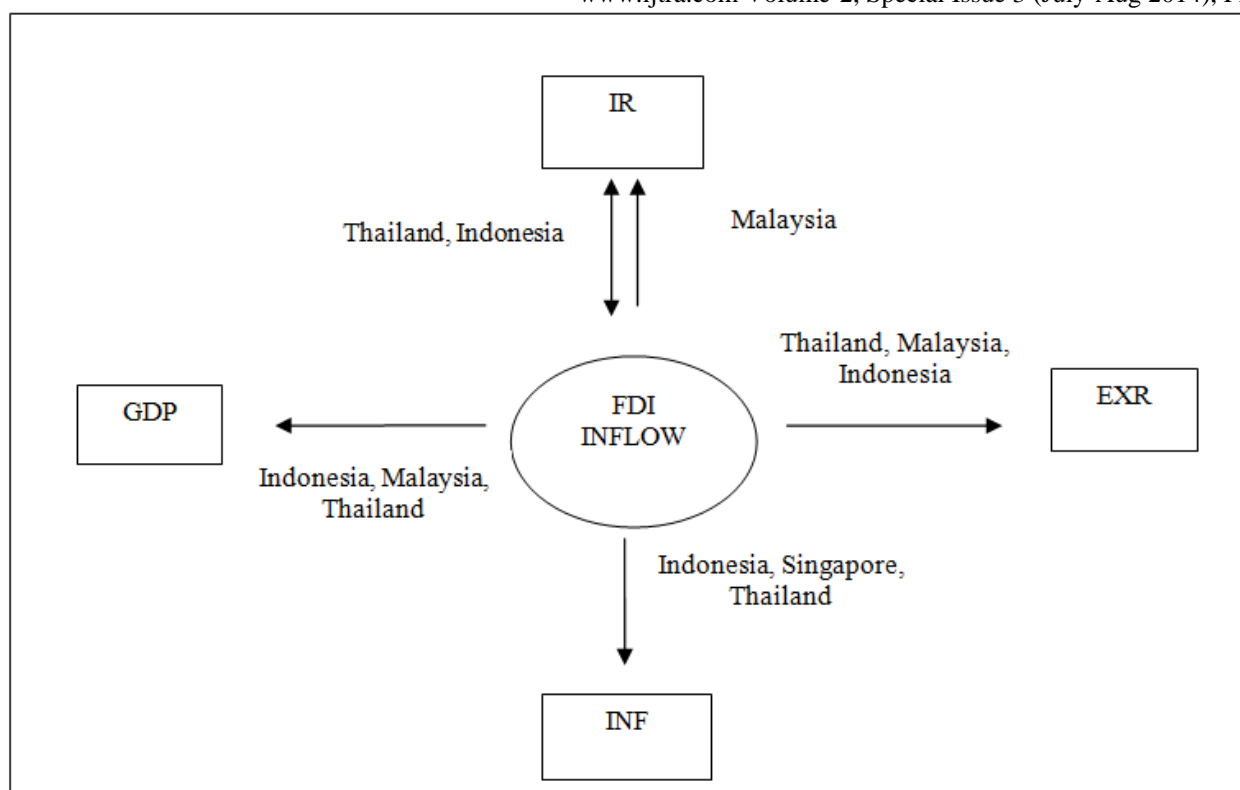 IR
Thailand, Indonesia
Malaysia
Thailand, Malaysia,
Indonesia
GDP
FDI
INFLOW
EXR
Indonesia, Malaysia,
Thailand
Indonesia, Singapore,
Thailand
INF